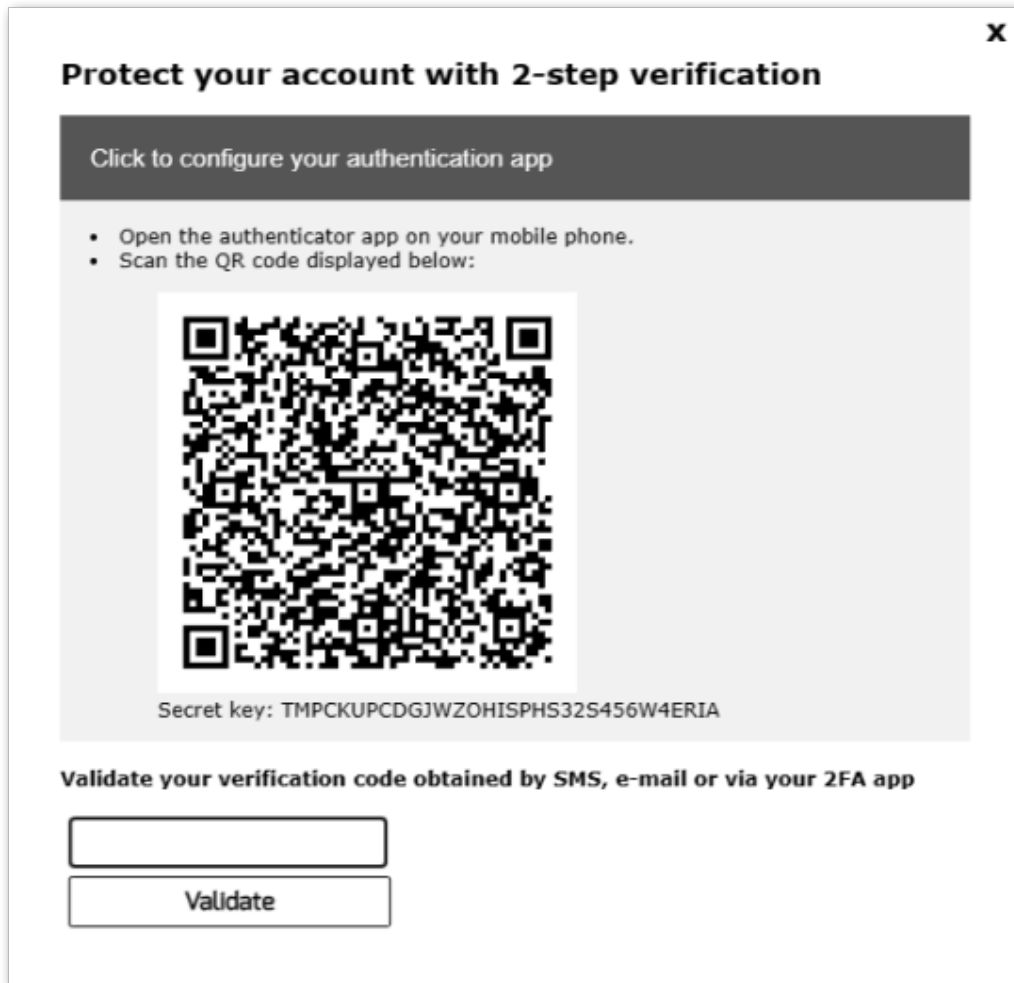 x
Protect your account with 2-step verification
Click to configure your authentication app
• Open the authenticator app on your mobile phone.
• Scan the QR code displayed below:
Secret key: TMPCKUPCDGJWZOHISPHS32S456W4ERIA
Validate your verification code obtained by SMS, e-mail or via your 2FA app
Validate